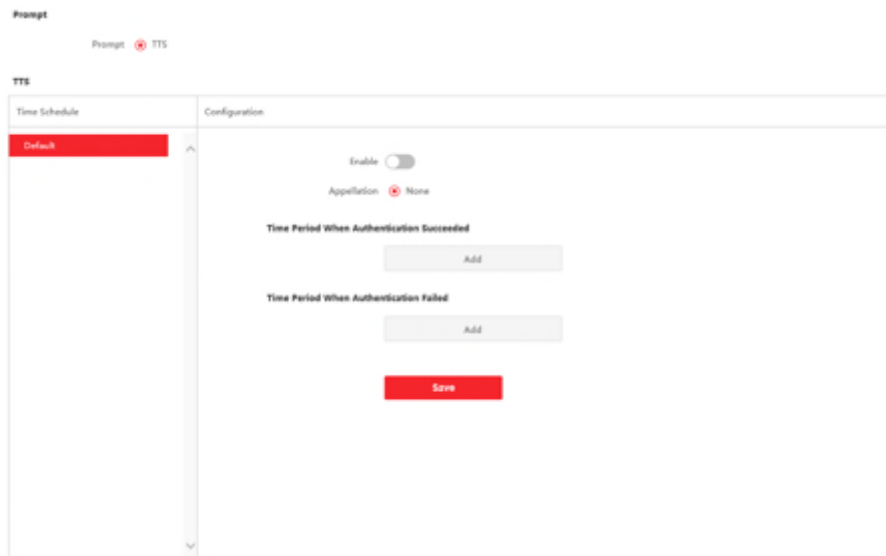 Prompt
Prompt TTS
TTS
Time Schedule Configuration
Default
Enable
Appellation None
Time Period When Authentication Succeeded
Add
Time Period When Authentication Failed
Add
Save